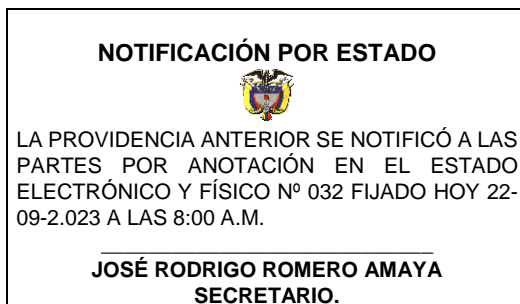 NOTIFICACIÓN POR ESTADO
LA PROVIDENCIA ANTERIOR SE NOTIFICÓ A LAS
PARTES POR ANOTACIÓN EN EL ESTADO
ELECTRÓNICO Y FÍSICO Nº 032 FIJADO HOY 22-
09-2.023 A LAS 8:00 A.M.
JOSÉ RODRIGO ROMERO AMAYA
SECRETARIO.